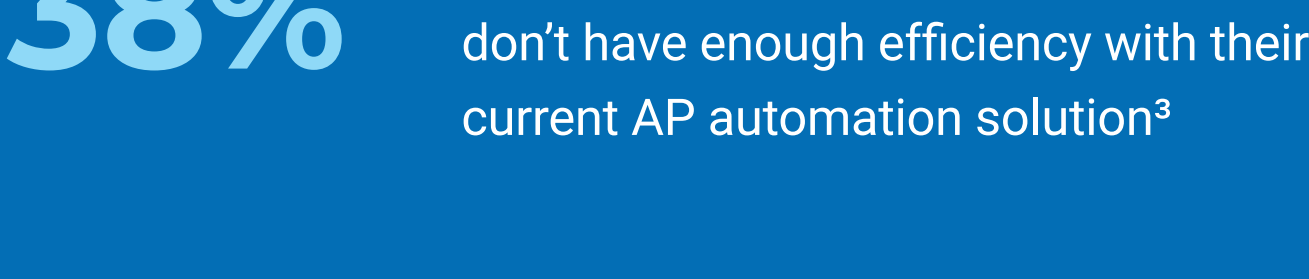 38%
don't have enough efficiency with their
current AP automation solution³